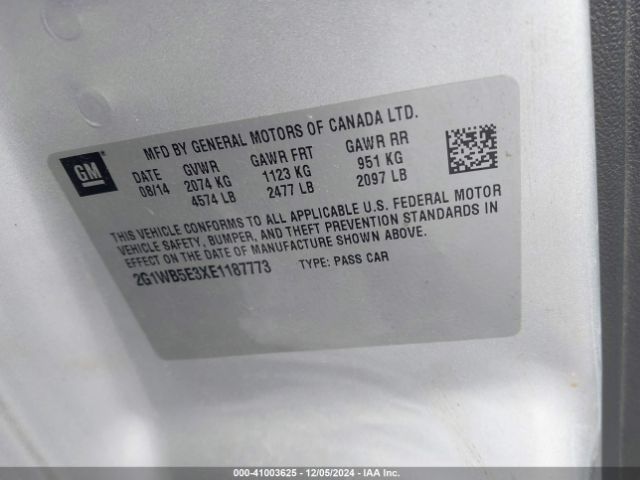 MFD BY GENERAL MOTORS OF CANADA LTD.
GM
DATE GVWR GAWR FRT GAWR RR
08/14 2074 KG 1123 KG 951 KG
4574 LB 2477 LB 2097 LB
THIS VEHICLE CONFORMS TO ALL APPLICABLE U.S. FEDERAL MOTOR
VEHICLE SAFETY, BUMPER, AND THEFT PREVENTION STANDARDS IN
EFFECT ON THE DATE OF MANUFACTURE SHOWN ABOVE.
2G1WB5E3XE1187773 TYPE: PASS CAR
000-41003625 - 12/05/2024 - IAA Inc.